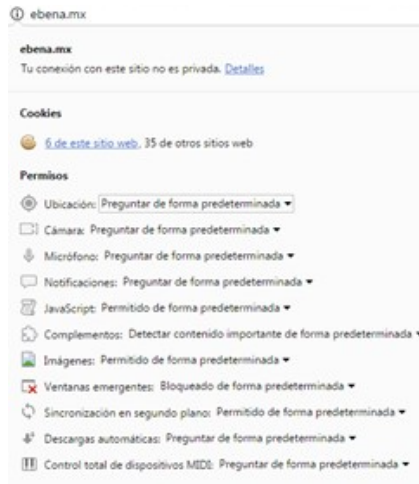 ebena.mx
ebena.mx
Tu conexión con este sitio no es privada. Detalles
Cookies
6 de este sitio web, 35 de otros sitios web
Permisos
Ubicación: Preguntar de forma predeterminada
Cámara: Preguntar de forma predeterminada
Micrófono: Preguntar de forma predeterminada
Notificaciones: Preguntar de forma predeterminada
JavaScript: Permitido de forma predeterminada
Complementos: Detectar contenido importante de forma predeterminada
Imágenes: Permitido de forma predeterminada
Ventanas emergentes: Bloqueado de forma predeterminada
Sincronización en segundo plano: Permitido de forma predeterminada
Descargas automáticas: Preguntar de forma predeterminada
Control total de dispositivos MIDI: Preguntar de forma predeterminada